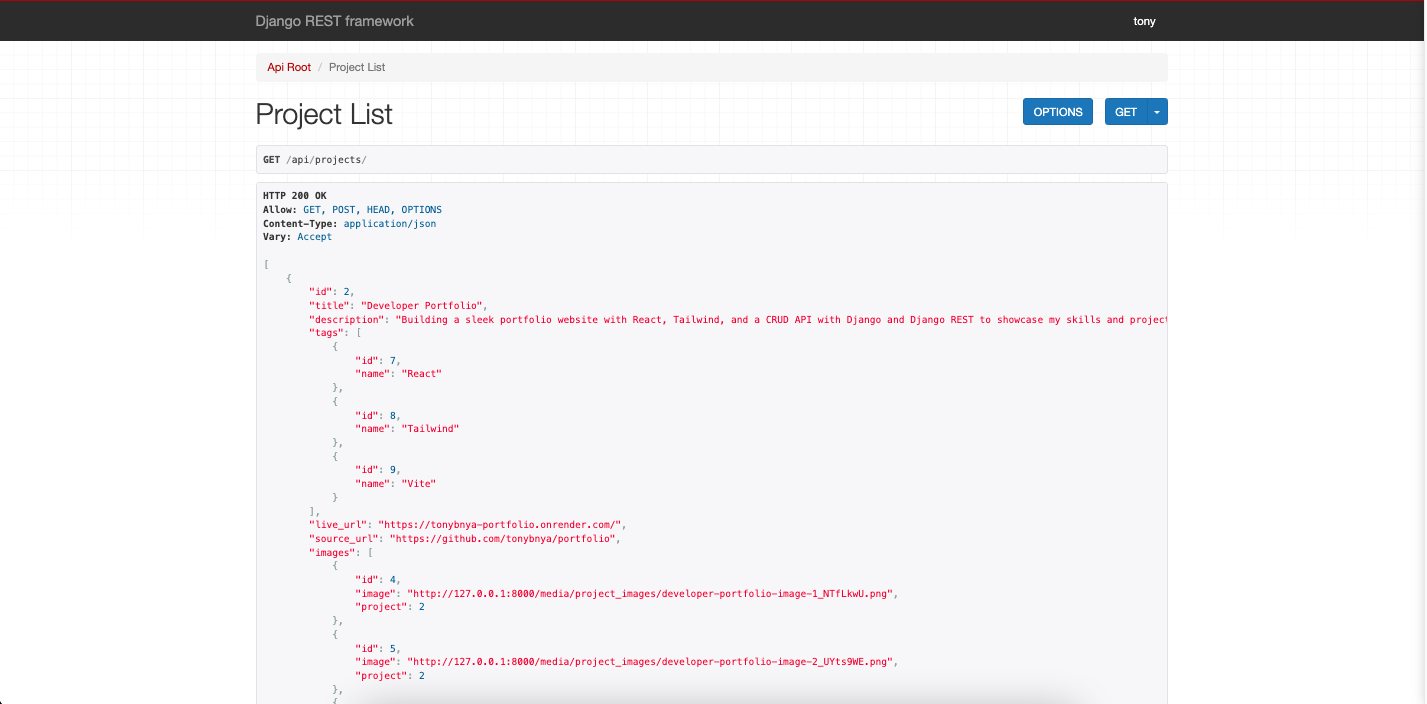 Django REST framework
tony
Api Root / Project List
Project List
OPTIONS
GET
GET /api/projects/
HTTP 200 OK
Allow: GET, POST, HEAD, OPTIONS
Content-Type: application/json
Vary: Accept
[
    {
        "id": 2,
        "title": "Developer Portfolio",
        "description": "Building a sleek portfolio website with React, Tailwind, and a CRUD API with Django and Django REST to showcase my skills and project
        "tags": [
            {
                "id": 7,
                "name": "React"
            },
            {
                "id": 8,
                "name": "Tailwind"
            },
            {
                "id": 9,
                "name": "Vite"
            }
        ],
        "live_url": "https://tonybnya-portfolio.onrender.com/",
        "source_url": "https://github.com/tonybnya/portfolio",
        "images": [
            {
                "id": 4,
                "image": "http://127.0.0.1:8000/media/project_images/developer-portfolio-image-1_NTfLkwU.png",
                "project": 2
            },
            {
                "id": 5,
                "image": "http://127.0.0.1:8000/media/project_images/developer-portfolio-image-2_UYts9WE.png",
                "project": 2
            },
            {